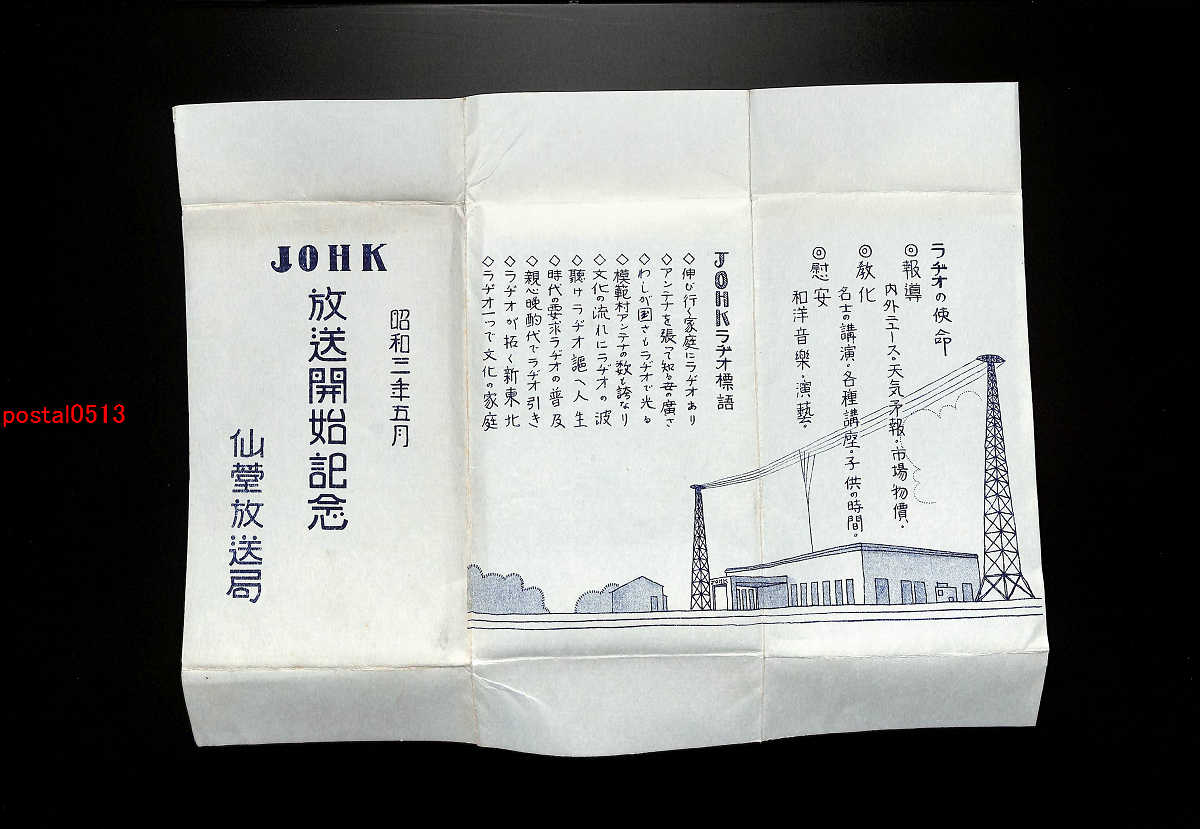 ラヂオの使命
◎報導
内外ニュース・天気予報・市場物價・
◎教化
名士の講演・各種講座・子供の時間・
◎慰安
和洋音樂・演藝・
JOHKラヂオ標語
◇伸び行く家庭にラヂオあり
◇アンテナを張つて知る世の廣さ
◇わしが国さもラヂオで光る
◇模範村アンテナの数も誇なり
◇文化の流れにラヂオの波
◇聽けラヂオ謳へ人生
◇時代の要求ラヂオの普及
◇親心晩酌代でラヂオ引き
◇ラヂオが拓く新東北
◇ラヂオ一つで文化の家庭
JOHK
昭和三年五月
放送開始記念
仙臺放送局
JOHK
postal0513